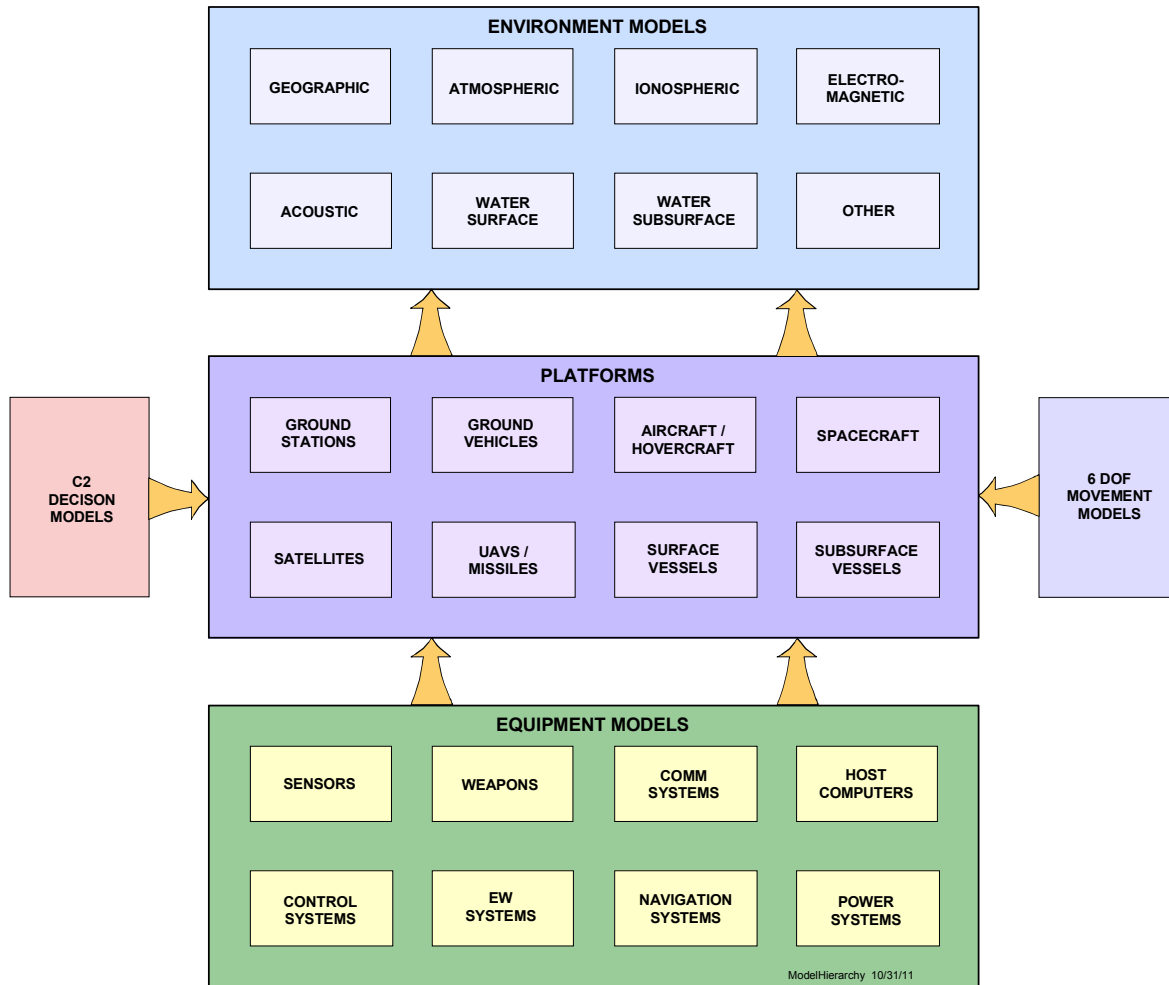 ENVIRONMENT MODELS
GEOGRAPHIC
ATMOSPHERIC
IONOSPHERIC
ELECTRO-
MAGNETIC
ACOUSTIC
WATER
SURFACE
WATER
SUBSURFACE
OTHER
PLATFORMS
GROUND
STATIONS
GROUND
VEHICLES
AIRCRAFT /
HOVERCRAFT
SPACECRAFT
SATELLITES
UAVS /
MISSILES
SURFACE
VESSELS
SUBSURFACE
VESSELS
C2
DECISON
MODELS
6 DOF
MOVEMENT
MODELS
EQUIPMENT MODELS
SENSORS
WEAPONS
COMM
SYSTEMS
HOST
COMPUTERS
CONTROL
SYSTEMS
EW
SYSTEMS
NAVIGATION
SYSTEMS
POWER
SYSTEMS
ModelHierarchy 10/31/11